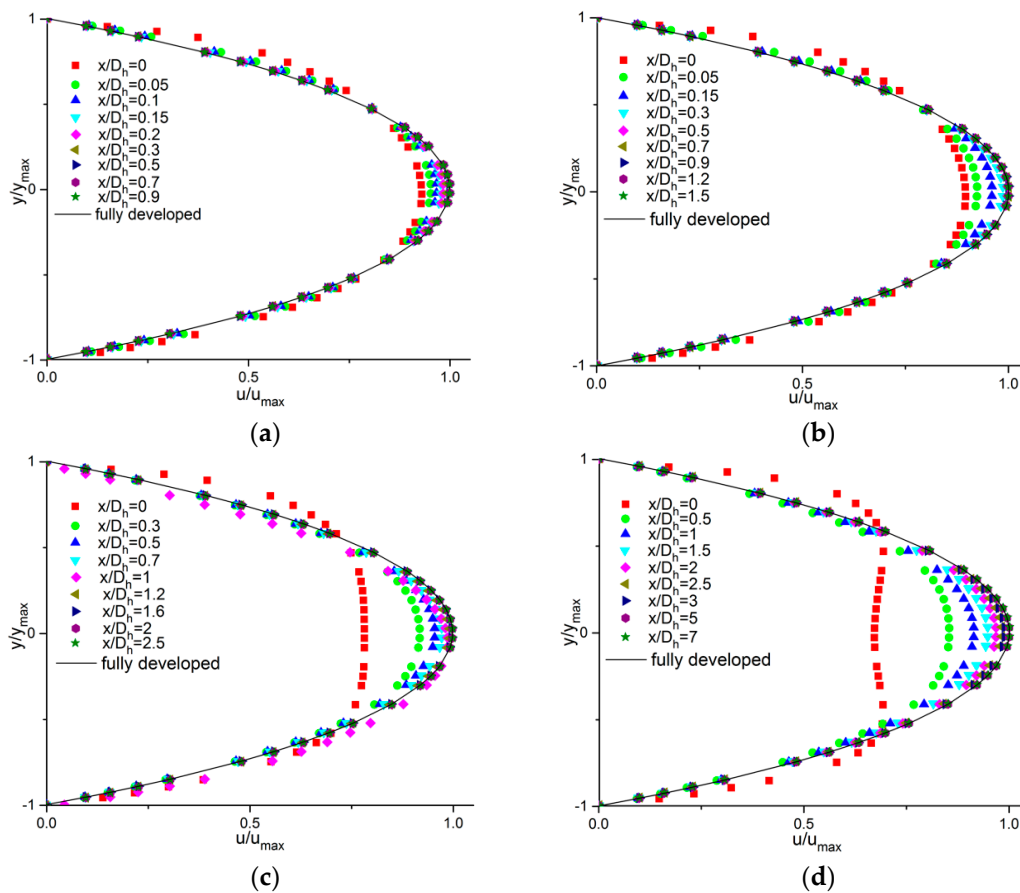 (a)
1
0
-1
y/y_max
x/D_h=0
x/D_h=0.05
x/D_h=0.1
x/D_h=0.15
x/D_h=0.2
x/D_h=0.3
x/D_h=0.5
x/D_h=0.7
x/D_h=0.9
fully developed
0.0 0.5 1.0
u/u_max
(b)
1
0
-1
y/y_max
x/D_h=0
x/D_h=0.05
x/D_h=0.15
x/D_h=0.3
x/D_h=0.5
x/D_h=0.7
x/D_h=0.9
x/D_h=1.2
x/D_h=1.5
fully developed
0.0 0.5 1.0
u/u_max
(c)
1
0
-1
y/y_max
x/D_h=0
x/D_h=0.3
x/D_h=0.5
x/D_h=0.7
x/D_h=1
x/D_h=1.2
x/D_h=1.6
x/D_h=2
x/D_h=2.5
fully developed
0.0 0.5 1.0
u/u_max
(d)
1
0
-1
y/y_max
x/D_h=0
x/D_h=0.5
x/D_h=1
x/D_h=1.5
x/D_h=2
x/D_h=2.5
x/D_h=3
x/D_h=5
x/D_h=7
fully developed
0.0 0.5 1.0
u/u_max